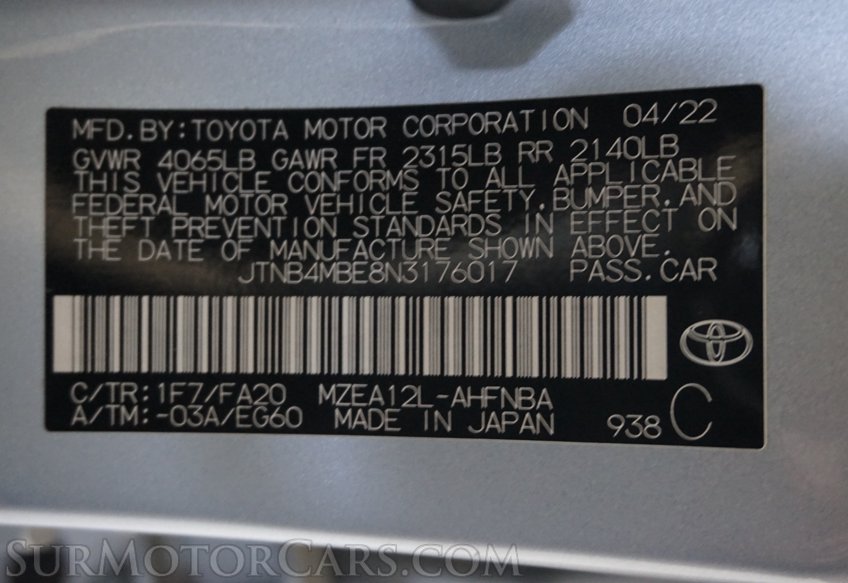 MFD.BY:TOYOTA MOTOR CORPORATION 04/22
GVWR 4065LB GAWR FR 2315LB RR 2140LB
THIS VEHICLE CONFORMS TO ALL APPLICABLE
FEDERAL MOTOR VEHICLE SAFETY,BUMPER,AND
THEFT PREVENTION STANDARDS IN EFFECT ON
THE DATE OF MANUFACTURE SHOWN ABOVE.
JTNB4MBE8N3176017 PASS.CAR
C/TR:1F7/FA20 MZEA12L-AHFNBA
A/TM:-03A/EG60 MADE IN JAPAN 938 C
SURMOTORCARS.COM